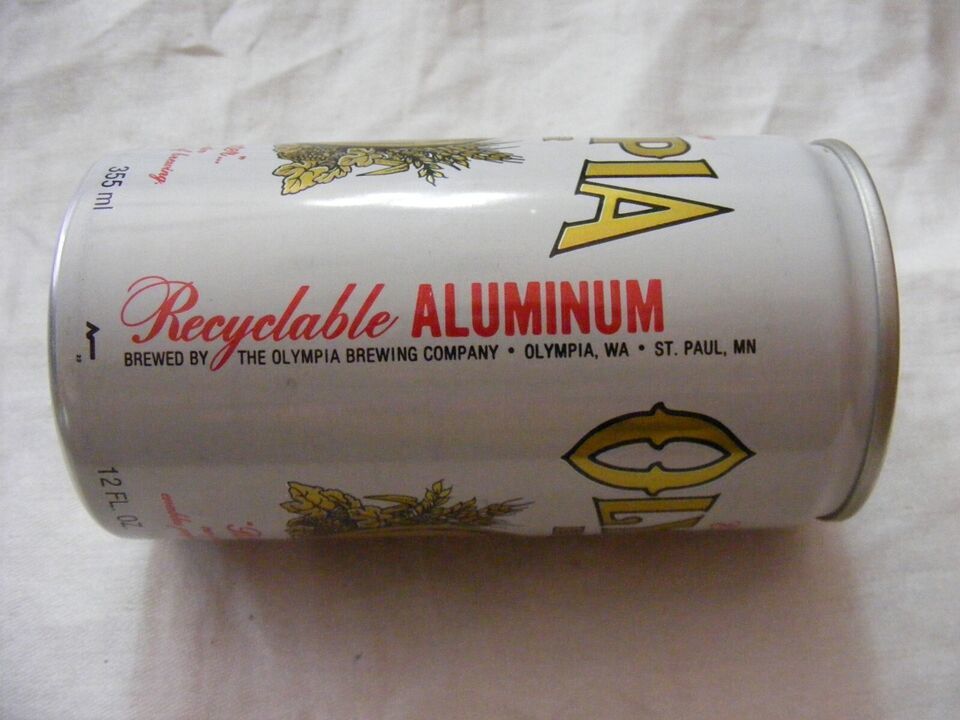 Recyclable ALUMINUM
BREWED BY THE OLYMPIA BREWING COMPANY • OLYMPIA, WA • ST. PAUL, MN
PIA
OL
355 ml
12 FL. OZ